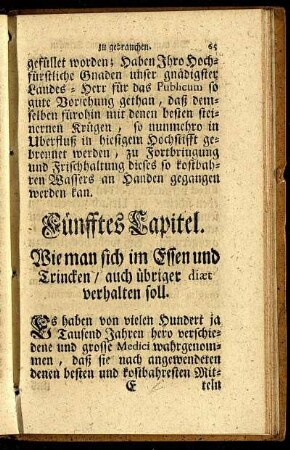 zu gebrauchen. 65
gefüllet worden; Haben Ihro Hoch-
fürstliche Gnaden unser gnädigster
Landes-Herr für das Publicum so
gute Vorsehung gethan, daß dem-
selben fürohin mit denen besten stei-
nernen Krügen, so nunmehro in
Uberfluß in hiesigem Hochstifft ge-
brennet werden, zu Fortbringung
und Frischhaltung dieses so kostbah-
ren Wassers an Handen gegangen
werden kan.
Fünfftes Capitel.
Wie man sich im Essen und
Trincken / auch übriger diæt
verhalten soll.
Es haben von vielen Hundert ja
Tausend Jahren hero verschie-
dene und grosse Medici wahrgenom-
men, daß sie nach angewendeten
denen besten und kostbahresten Mit-
E teln